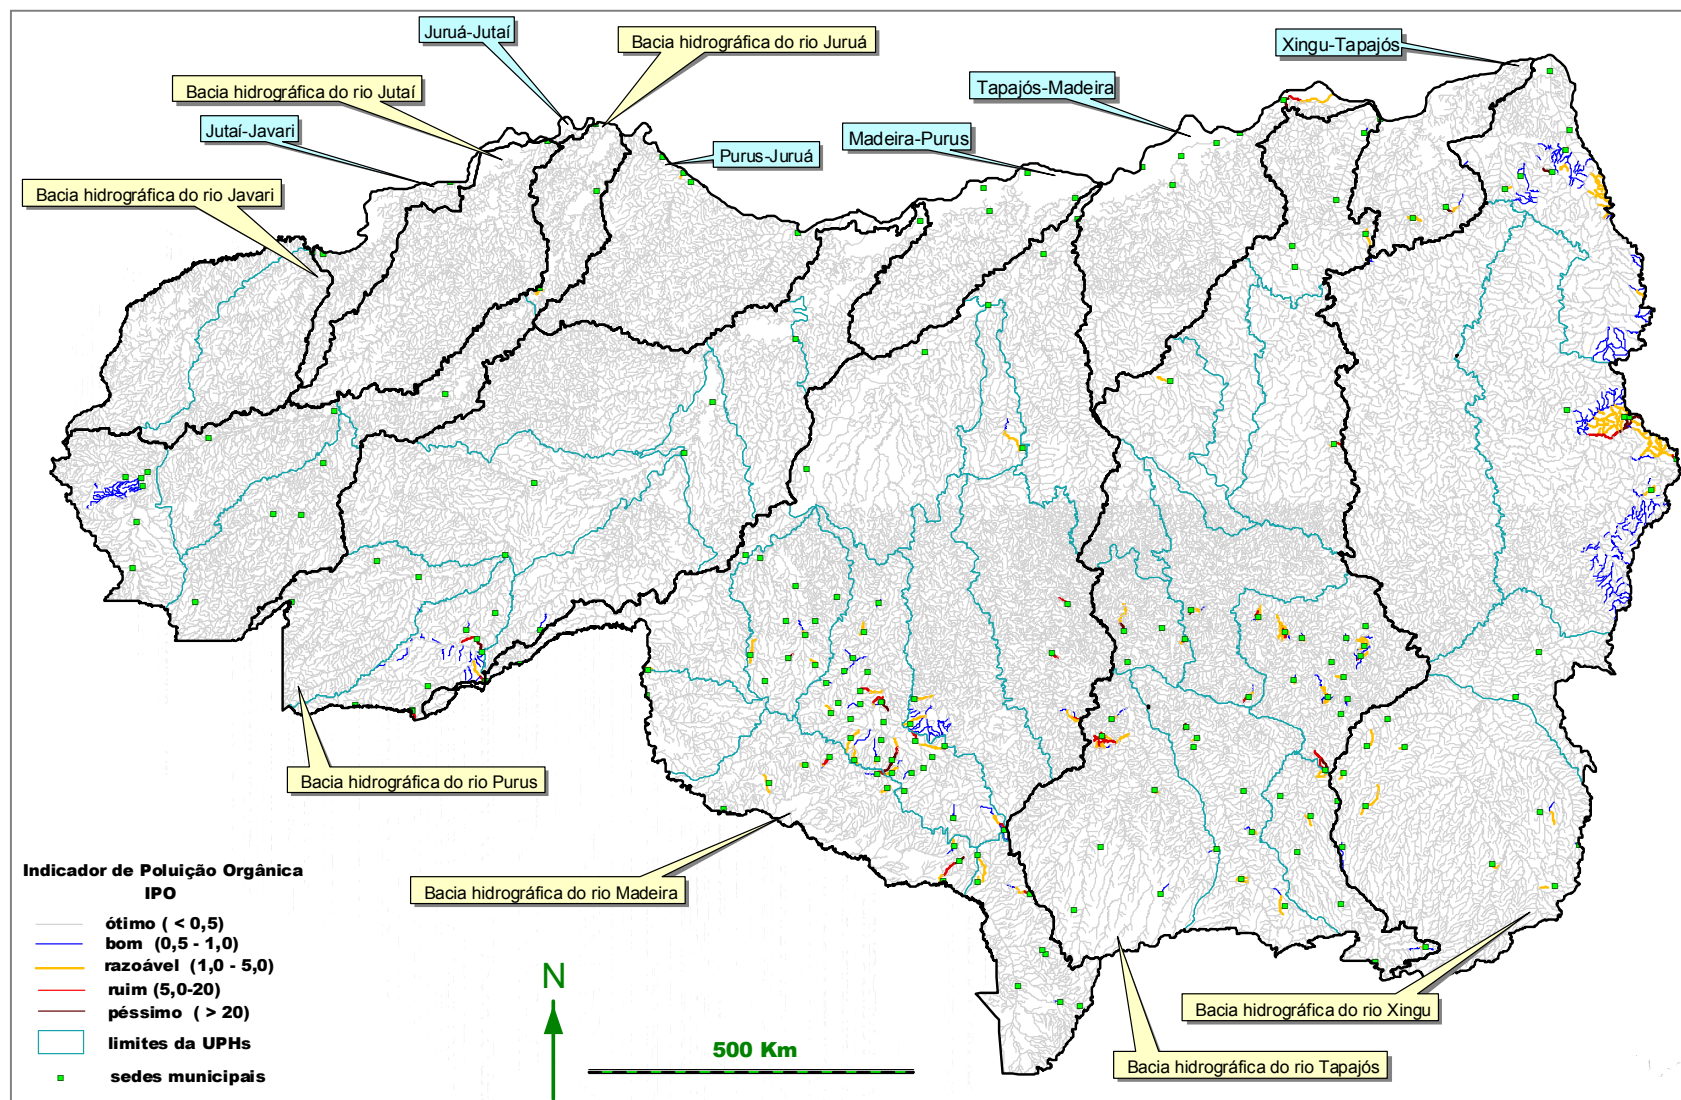 Juruá-Jutaí
Bacia hidrográfica do rio Juruá
Xingu-Tapajós
Bacia hidrográfica do rio Jutaí
Tapajós-Madeira
Jutaí-Javari
Madeira-Purus
Purus-Juruá
Bacia hidrográfica do rio Javari
Bacia hidrográfica do rio Purus
Bacia hidrográfica do rio Madeira
Bacia hidrográfica do rio Xingu
Bacia hidrográfica do rio Tapajós
Indicador de Poluição Orgânica
IPO
ótimo ( < 0,5)
bom (0,5 - 1,0)
razoável (1,0 - 5,0)
ruim (5,0-20)
péssimo ( > 20)
limites da UPHs
sedes municipais
N
500 Km